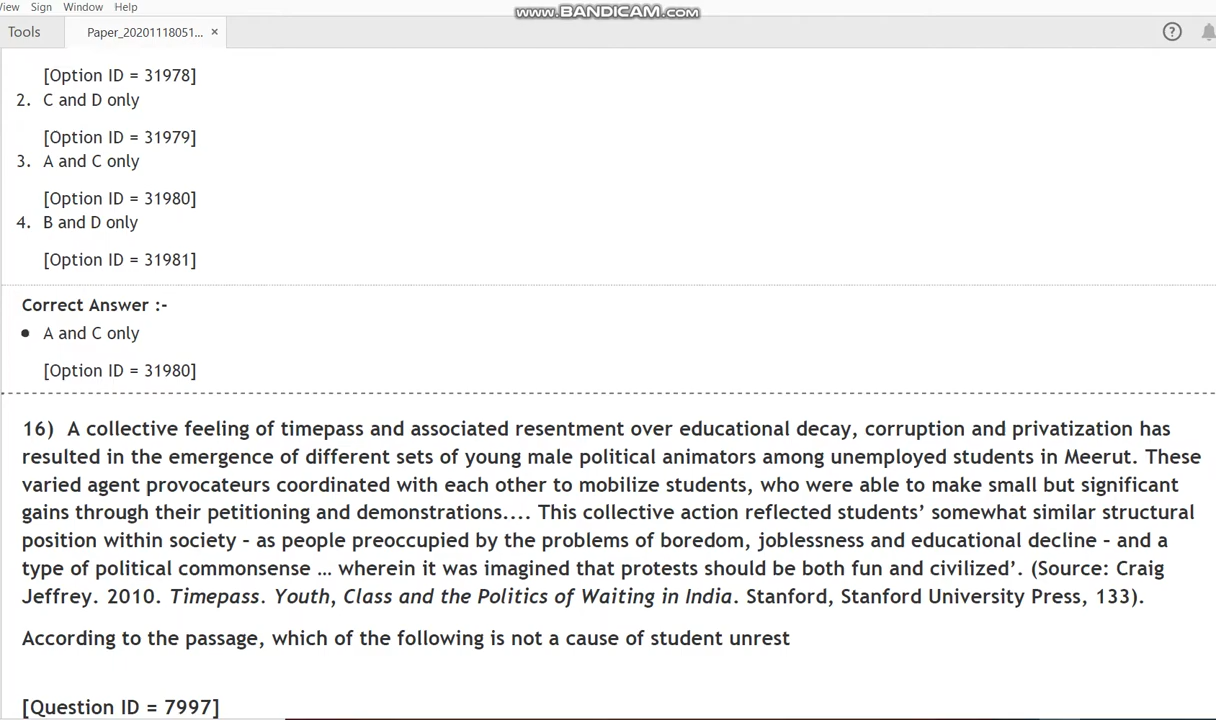 View Sign Window Help
www.BANDICAM.com
Tools Paper_20201118051... ×
[Option ID = 31978]
2. C and D only
[Option ID = 31979]
3. A and C only
[Option ID = 31980]
4. B and D only
[Option ID = 31981]
Correct Answer :-
• A and C only
[Option ID = 31980]
16) A collective feeling of timepass and associated resentment over educational decay, corruption and privatization has
resulted in the emergence of different sets of young male political animators among unemployed students in Meerut. These
varied agent provocateurs coordinated with each other to mobilize students, who were able to make small but significant
gains through their petitioning and demonstrations.... This collective action reflected students’ somewhat similar structural
position within society – as people preoccupied by the problems of boredom, joblessness and educational decline – and a
type of political commonsense … wherein it was imagined that protests should be both fun and civilized’. (Source: Craig
Jeffrey. 2010. Timepass. Youth, Class and the Politics of Waiting in India. Stanford, Stanford University Press, 133).
According to the passage, which of the following is not a cause of student unrest
[Question ID = 7997]